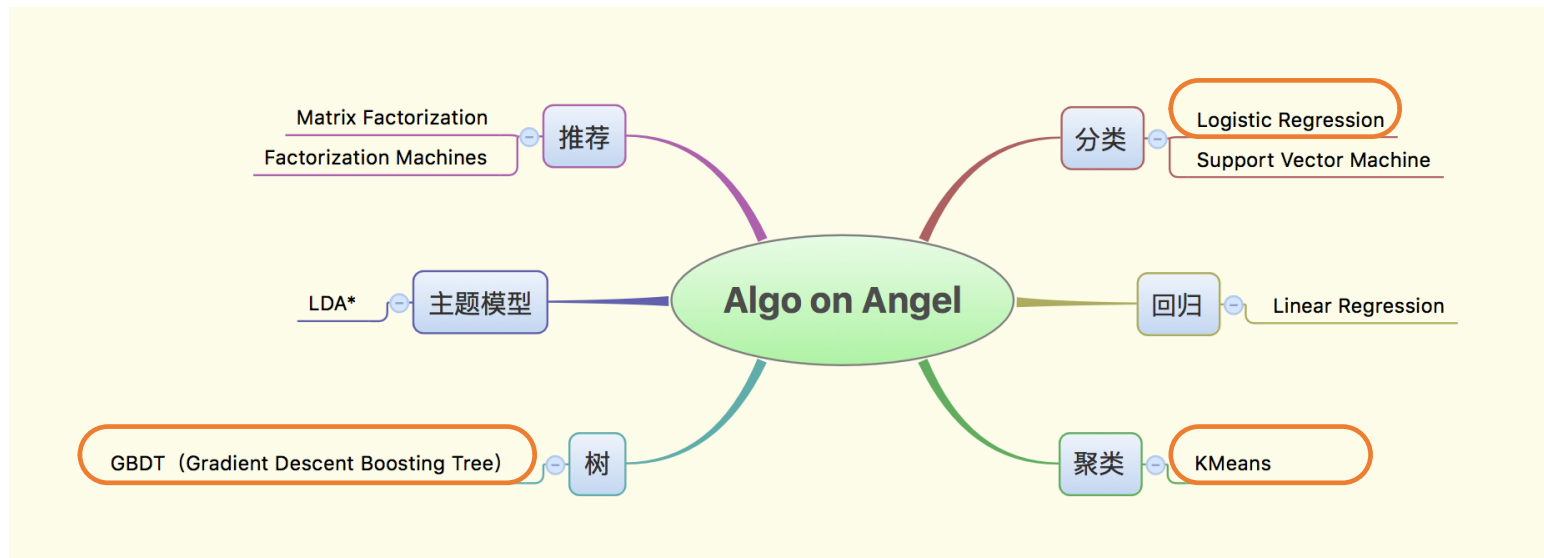 Matrix Factorization
Factorization Machines
推荐
分类
Logistic Regression
Support Vector Machine
LDA*
主题模型
Algo on Angel
回归
Linear Regression
GBDT（Gradient Descent Boosting Tree）
树
聚类
KMeans